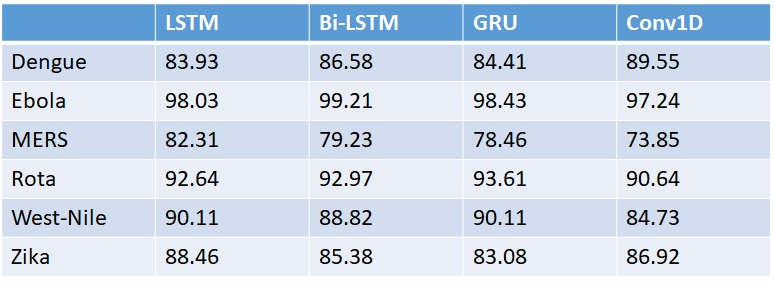 LSTM Bi-LSTM GRU Conv1D
Dengue 83.93 86.58 84.41 89.55
Ebola 98.03 99.21 98.43 97.24
MERS 82.31 79.23 78.46 73.85
Rota 92.64 92.97 93.61 90.64
West-Nile 90.11 88.82 90.11 84.73
Zika 88.46 85.38 83.08 86.92